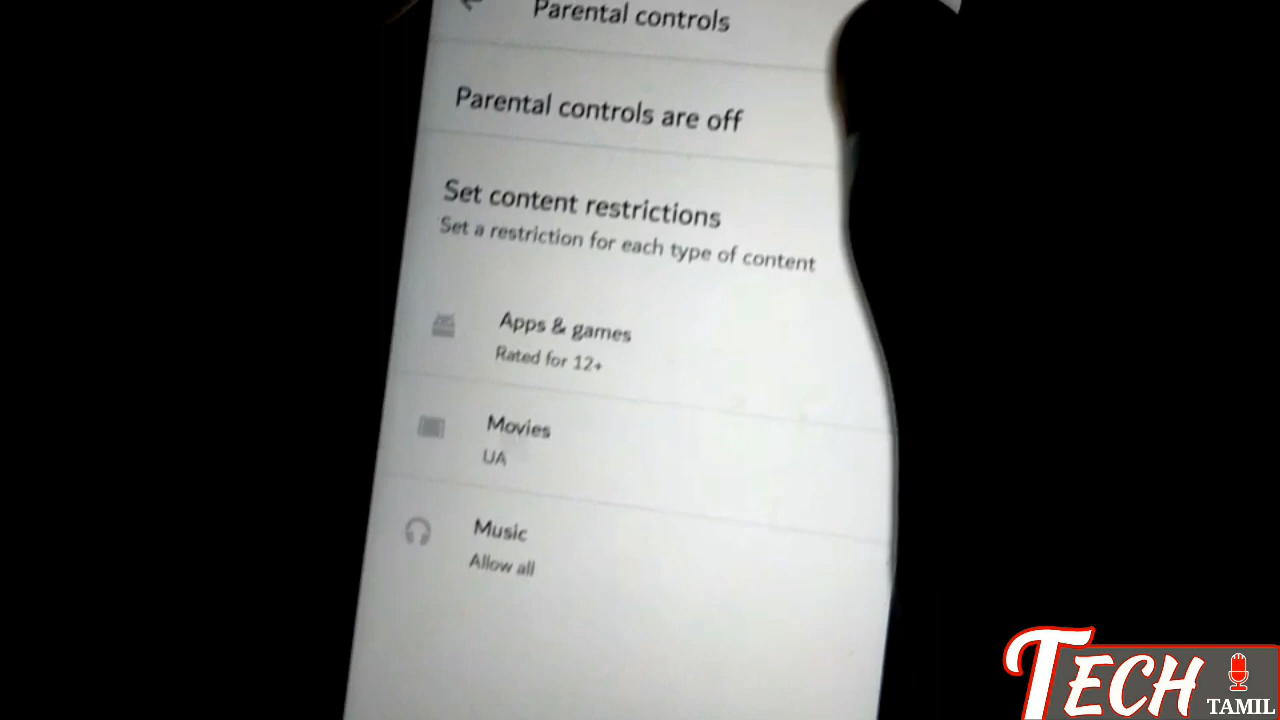 Parental controls
Parental controls are off
Set content restrictions
Set a restriction for each type of content
Apps & games
Rated for 12+
Movies
UA
Music
Allow all
TECH
TAMIL